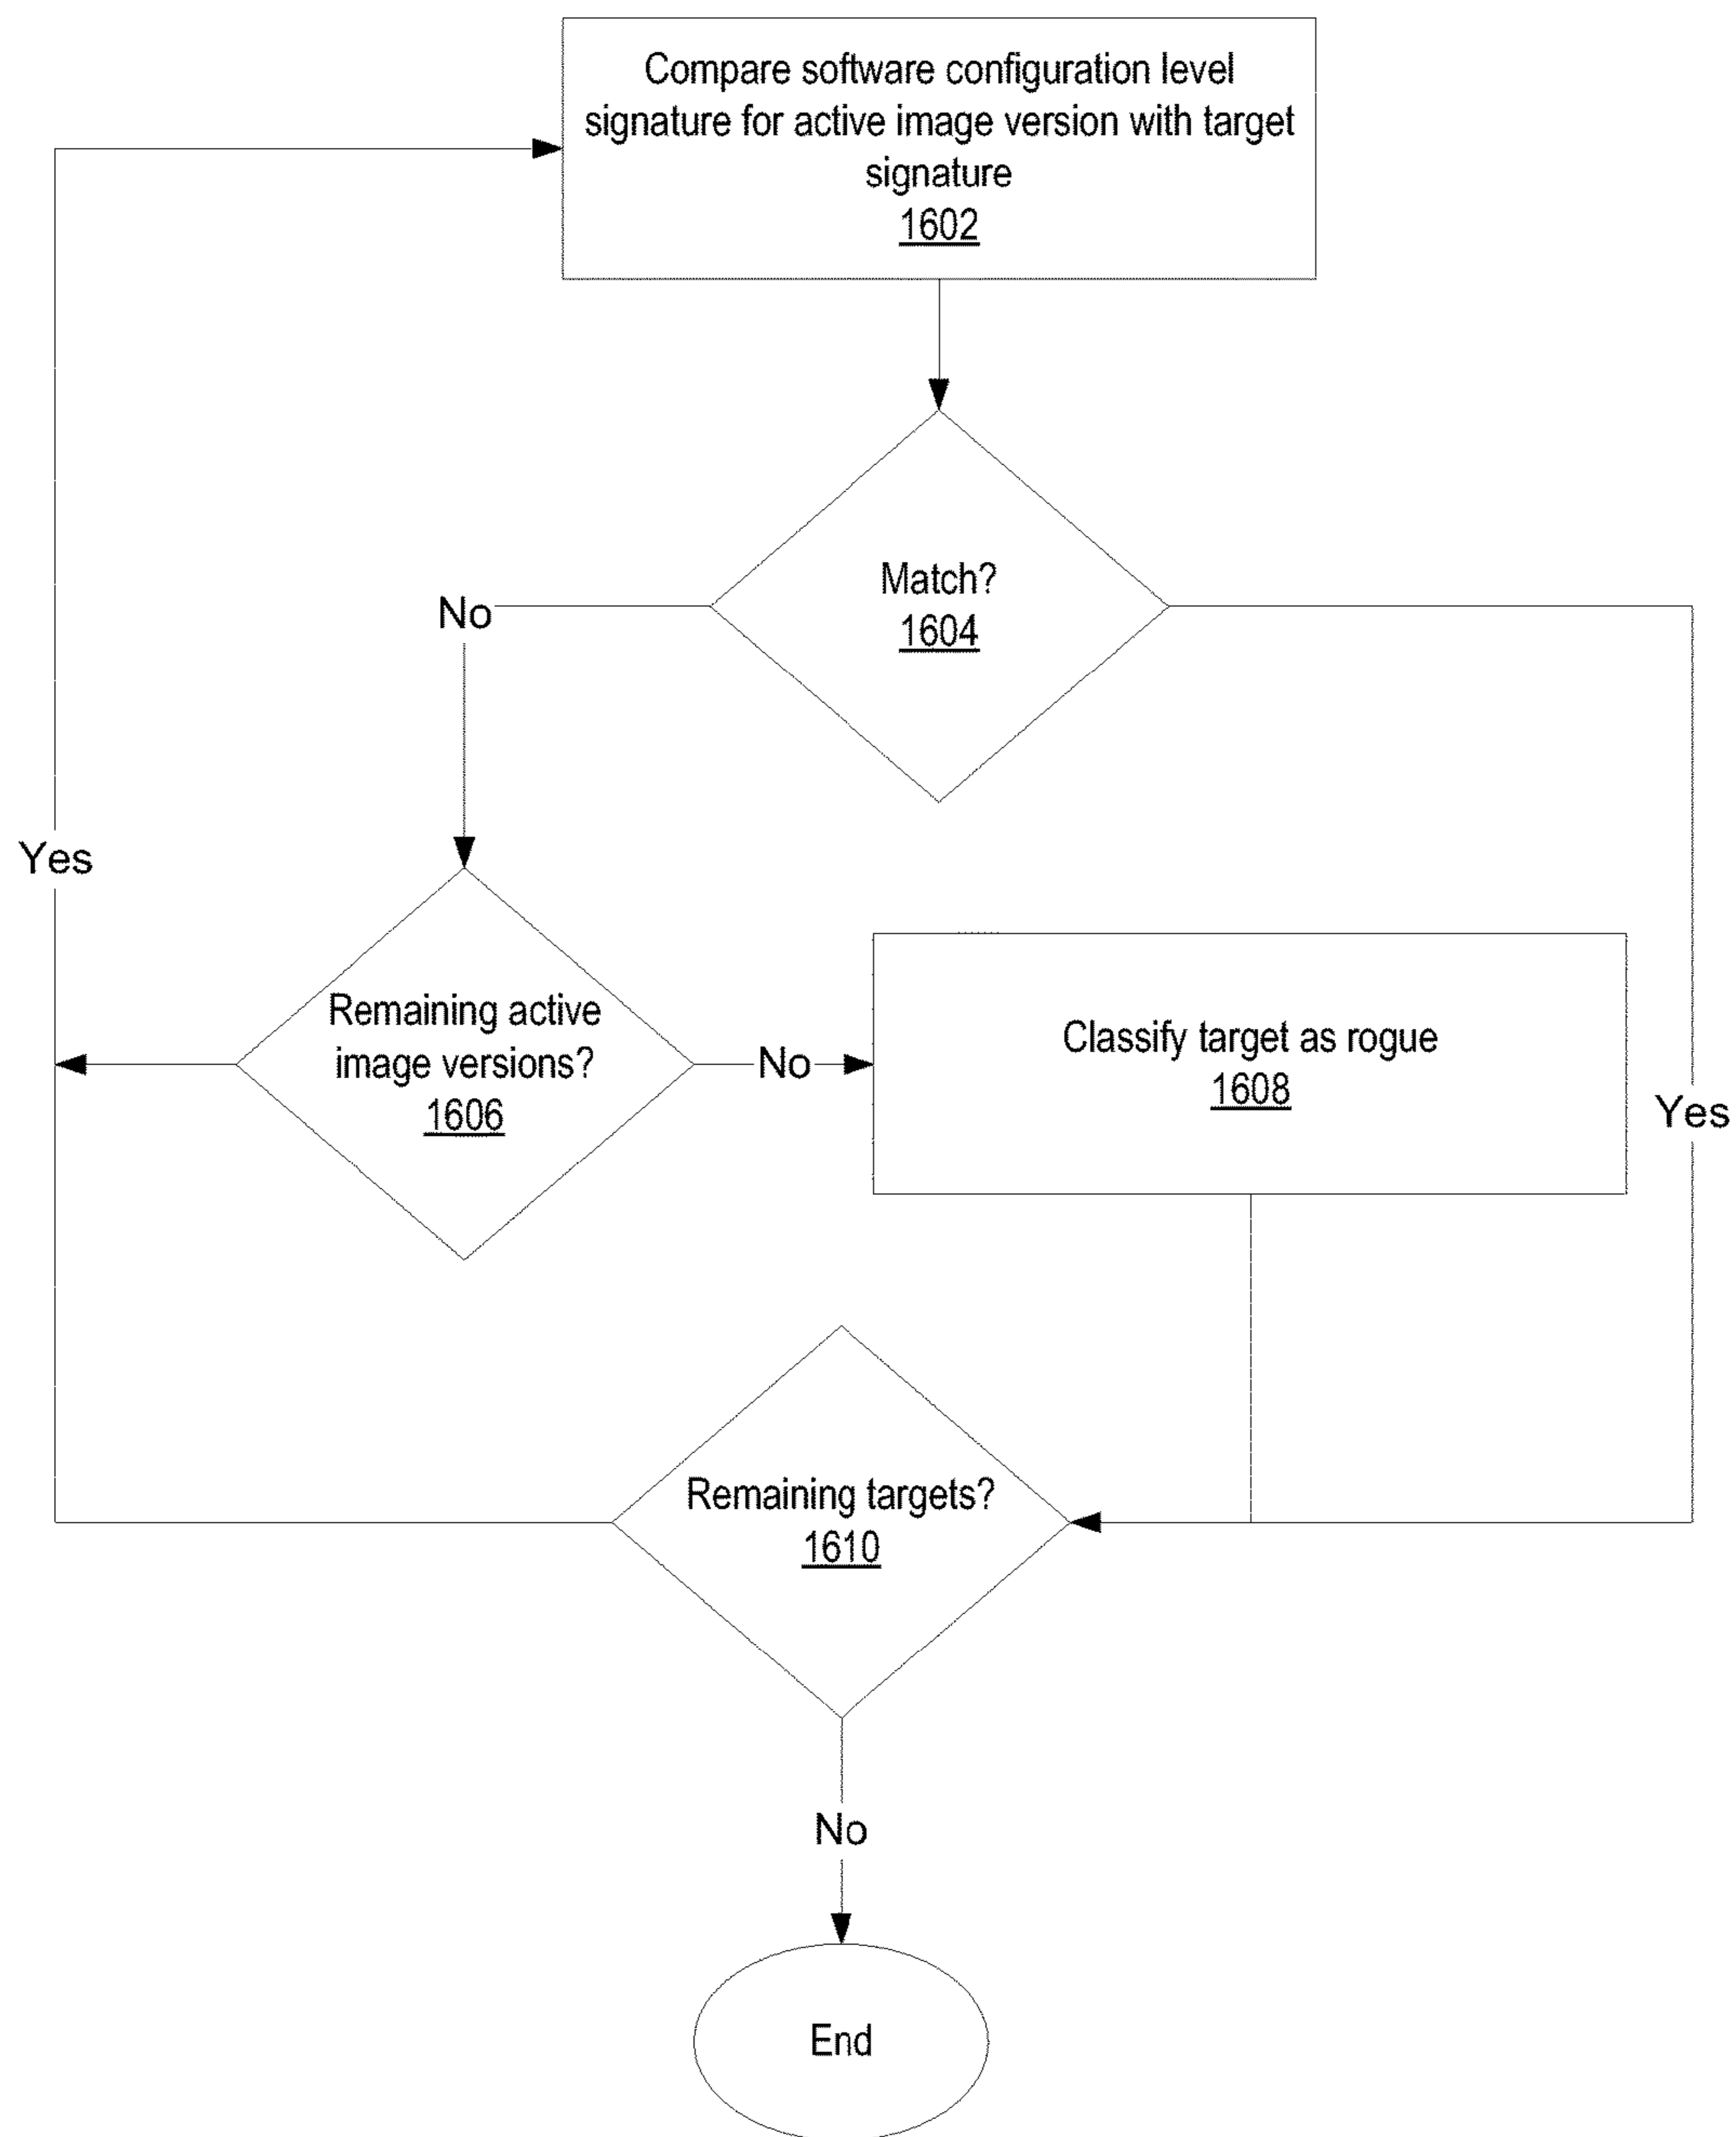 Compare software configuration level
signature for active image version with target
signature
1602
Match?
1604
No
Yes
Remaining active
image versions?
1606
No
Classify target as rogue
1608
Yes
Remaining targets?
1610
No
End